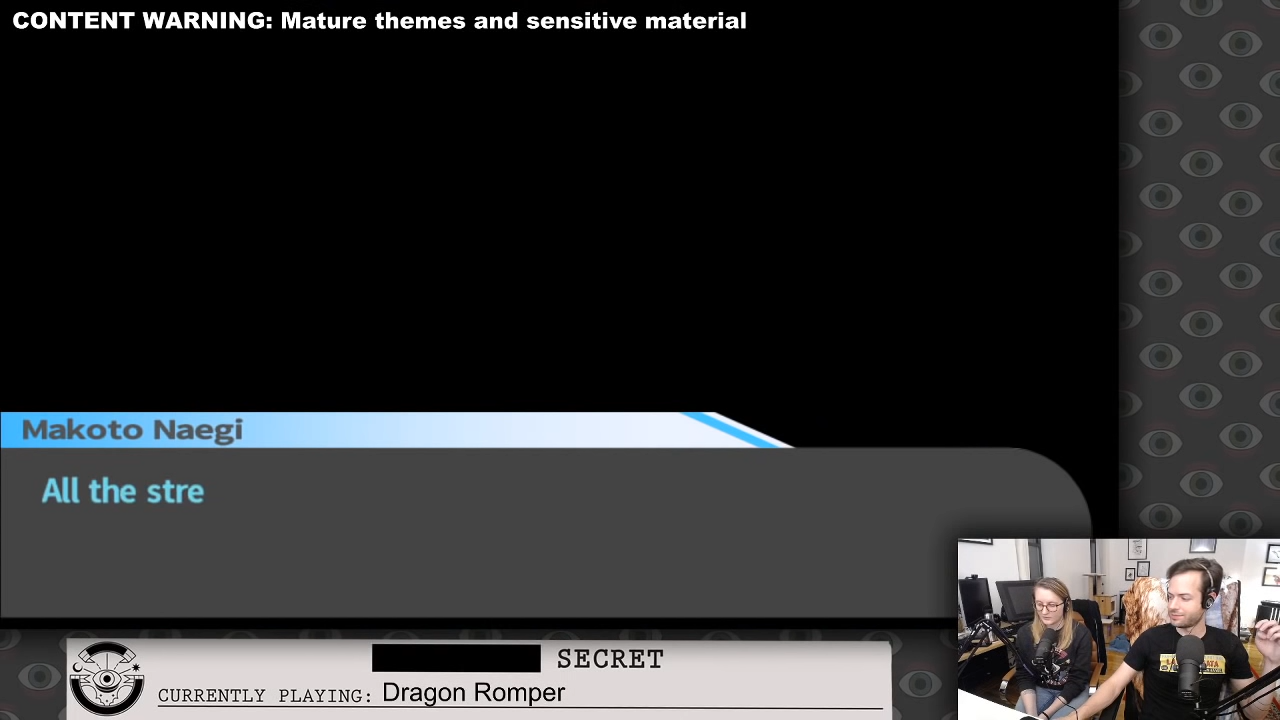 CONTENT WARNING: Mature themes and sensitive material
Makoto Naegi
All the stre
SECRET
CURRENTLY PLAYING: Dragon Romper